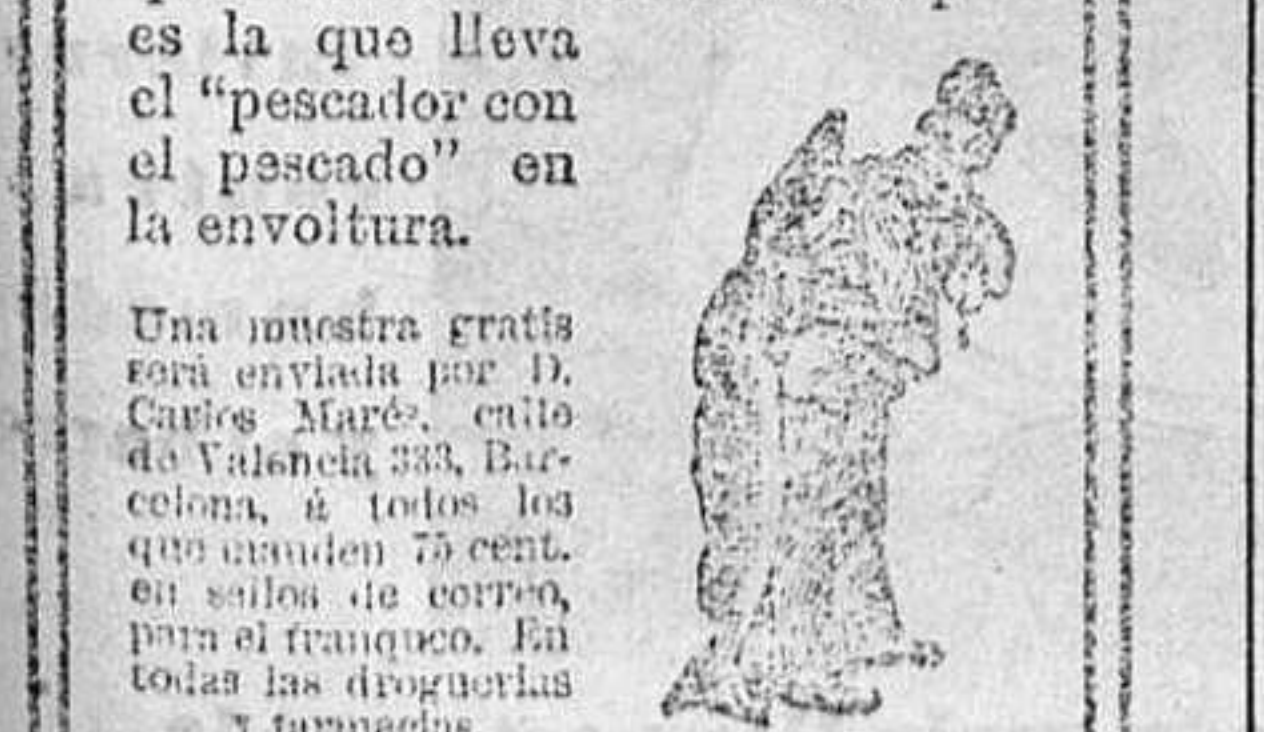 es la que lleva
el “pescador con
el pescado” en
la envoltura.
Una muestra gratis
será enviada por D.
Carlos Marés, calle
de Valencia 333, Bar-
celona, á todos los
que manden 75 cent.
en sellos de correo,
para el franqueo. En
todas las droguerías
y farmacias